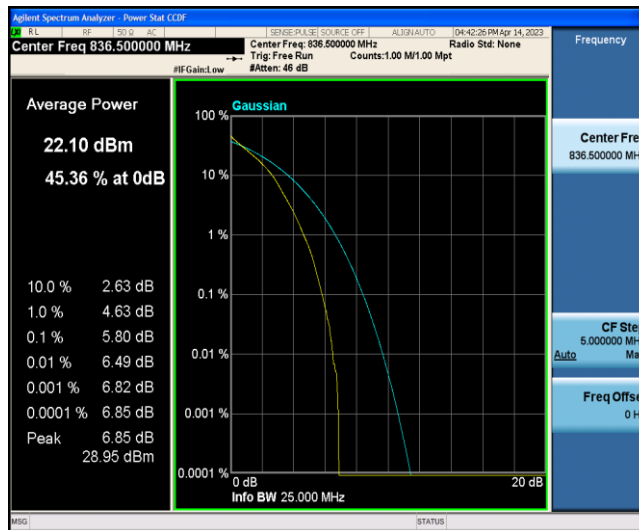 Agilent Spectrum Analyzer - Power Stat CCDF
RL RF 50 Ω AC SENSE:PULSE SOURCE OFF ALIGNAUTO 04:42:26 PM Apr 14, 2023
Center Freq 836.500000 MHz
Center Freq: 836.500000 MHz Radio Std: None
Trig: Free Run Counts:1.00 M/1.00 Mpt
#IFGain:Low #Atten: 46 dB
Frequency
Average Power
22.10 dBm
45.36 % at 0dB
10.0 % 2.63 dB
1.0 % 4.63 dB
0.1 % 5.80 dB
0.01 % 6.49 dB
0.001 % 6.82 dB
0.0001 % 6.85 dB
Peak 6.85 dB
28.95 dBm
Gaussian
100 %
10 %
1 %
0.1 %
0.01 %
0.001 %
0.0001 %
0 dB 20 dB
Info BW 25.000 MHz
Center Fre
836.500000 MH
CF Ste
5.000000 MH
Auto Ma
Freq Offse
0 H
MSG STATUS